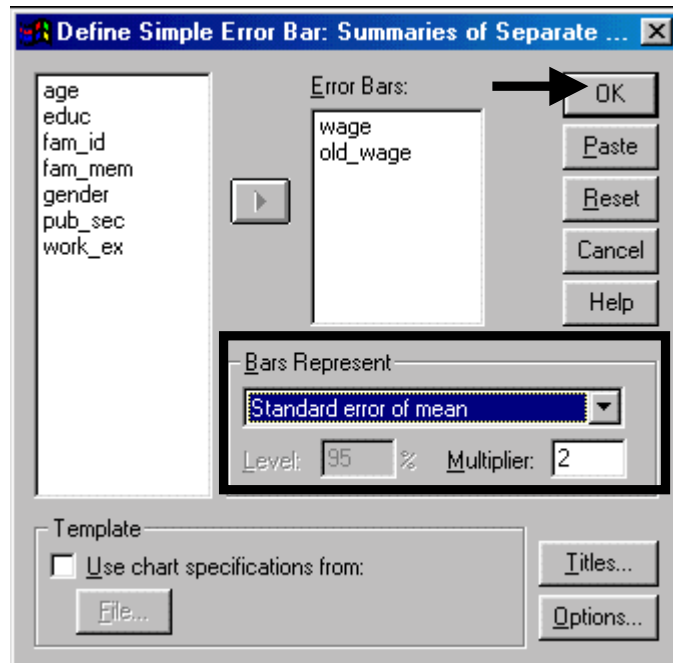 Define Simple Error Bar: Summaries of Separate ...
age
educ
fam_id
fam_mem
gender
pub_sec
work_ex
Error Bars:
wage
old_wage
OK
Paste
Reset
Cancel
Help
Bars Represent
Standard error of mean
Level: 95 % Multiplier: 2
Template
Use chart specifications from:
File...
Titles...
Options...